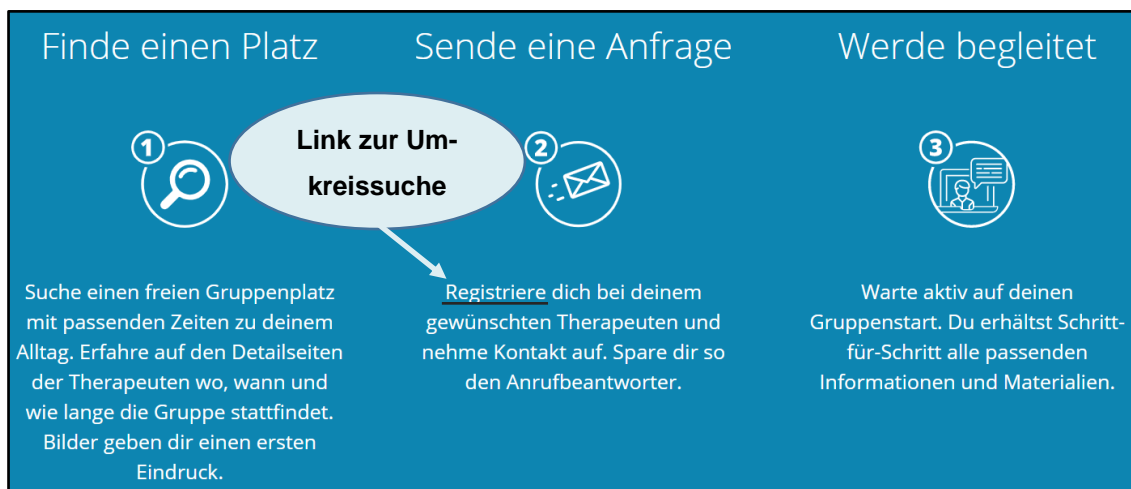 Finde einen Platz
Sende eine Anfrage
Werde begleitet
1
Link zur Um-
kreissuche
2
3
Suche einen freien Gruppenplatz
mit passenden Zeiten zu deinem
Alltag. Erfahre auf den Detailseiten
der Therapeuten wo, wann und
wie lange die Gruppe stattfindet.
Bilder geben dir einen ersten
Eindruck.
Registriere dich bei deinem
gewünschten Therapeuten und
nehme Kontakt auf. Spare dir so
den Anrufbeantworter.
Warte aktiv auf deinen
Gruppenstart. Du erhältst Schritt-
für-Schritt alle passenden
Informationen und Materialien.